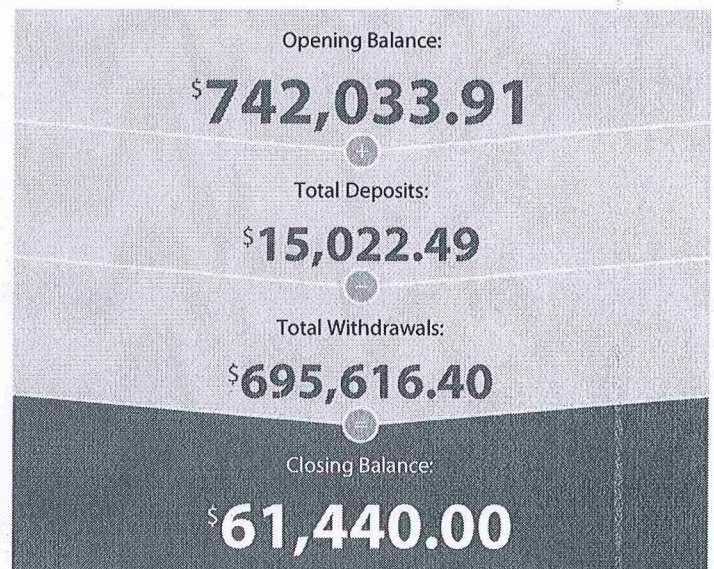 Opening Balance:
$742,033.91
+
Total Deposits:
$15,022.49
-
Total Withdrawals:
$695,616.40
=
Closing Balance:
$61,440.00